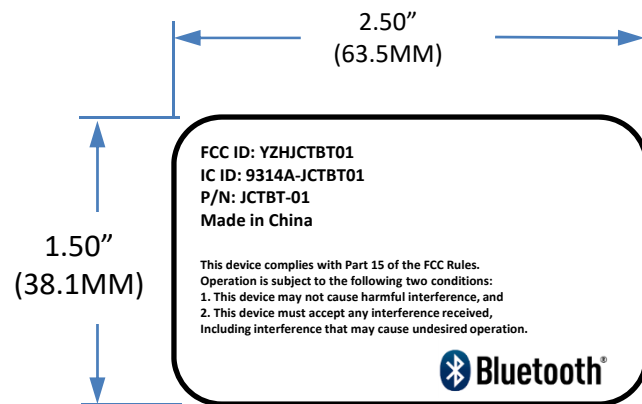 2.50”
(63.5MM)
1.50”
(38.1MM)
FCC ID: YZHJCTBT01
IC ID: 9314A-JCTBT01
P/N: JCTBT-01
Made in China
This device complies with Part 15 of the FCC Rules.
Operation is subject to the following two conditions:
1. This device may not cause harmful interference, and
2. This device must accept any interference received,
Including interference that may cause undesired operation.
Bluetooth®